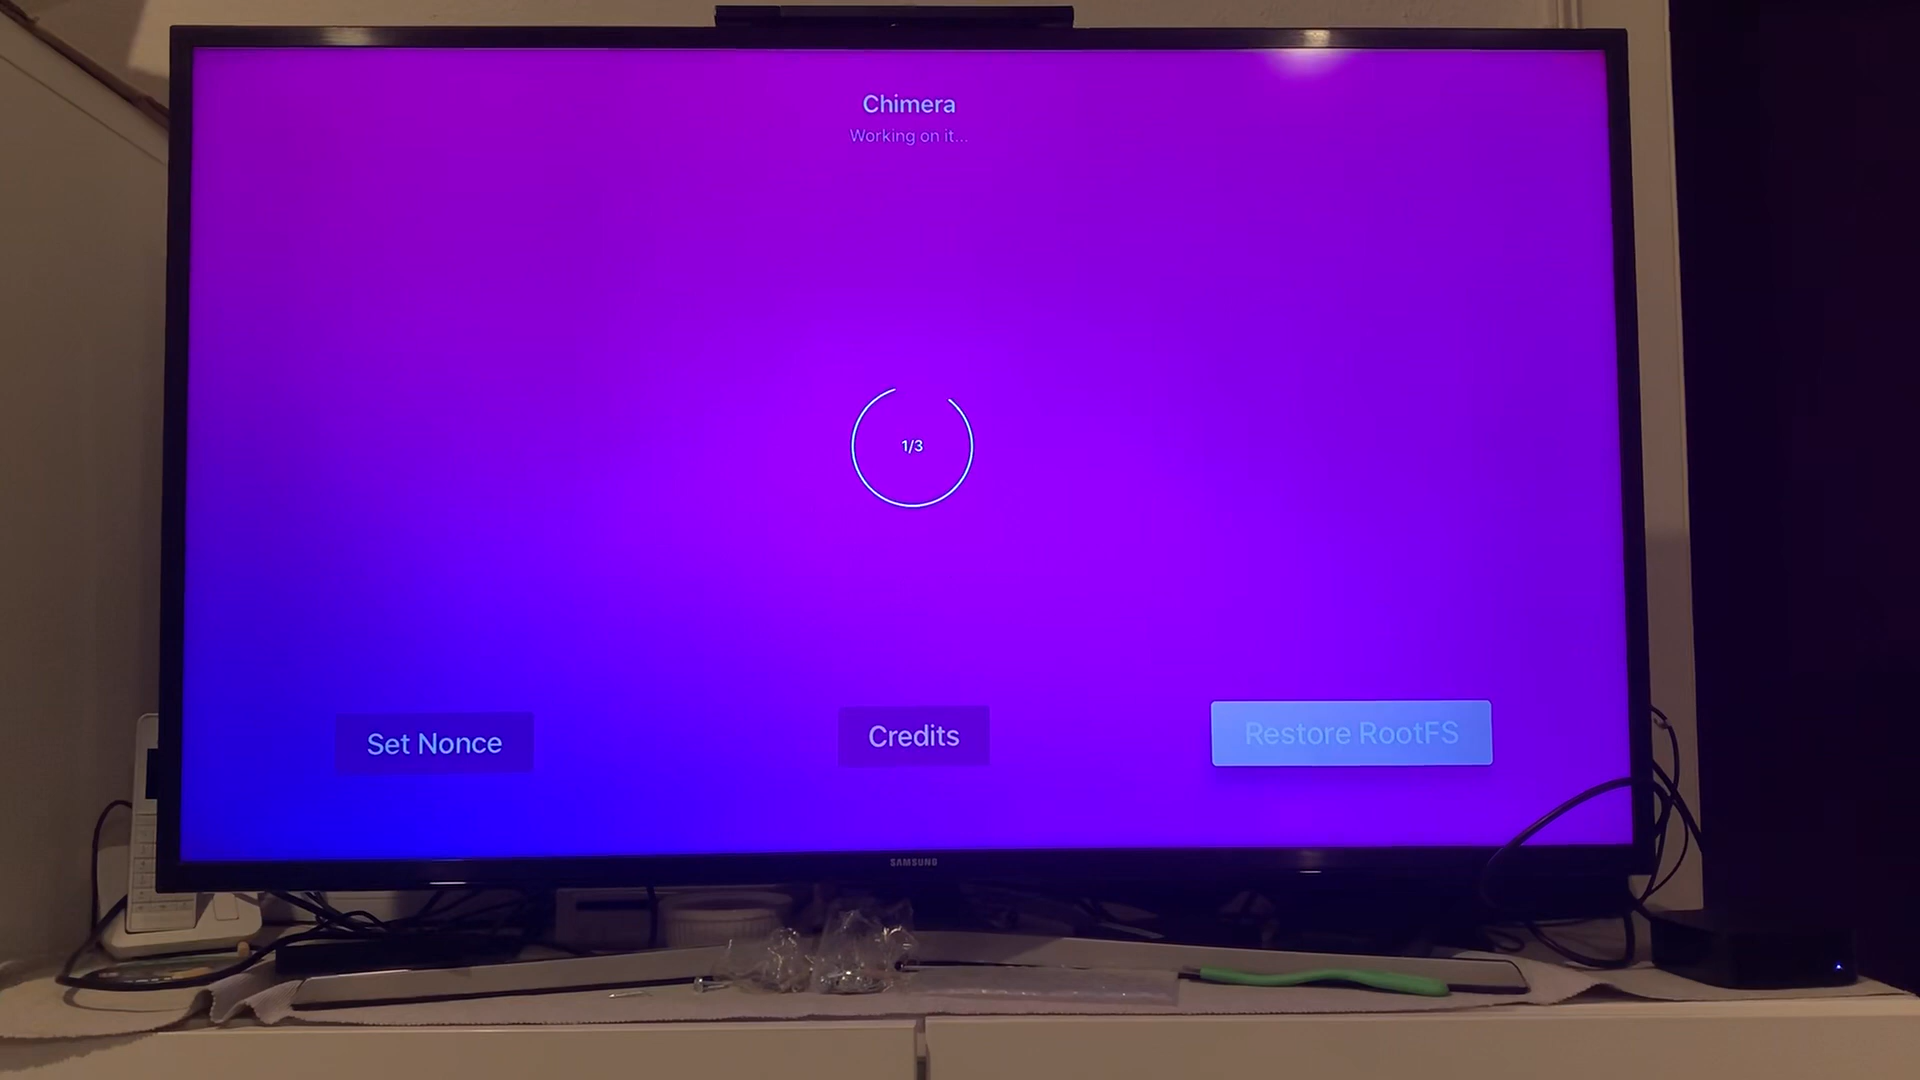 Chimera
Working on it...
1/3
Set Nonce
Credits
Restore RootFS
SAMSUNG